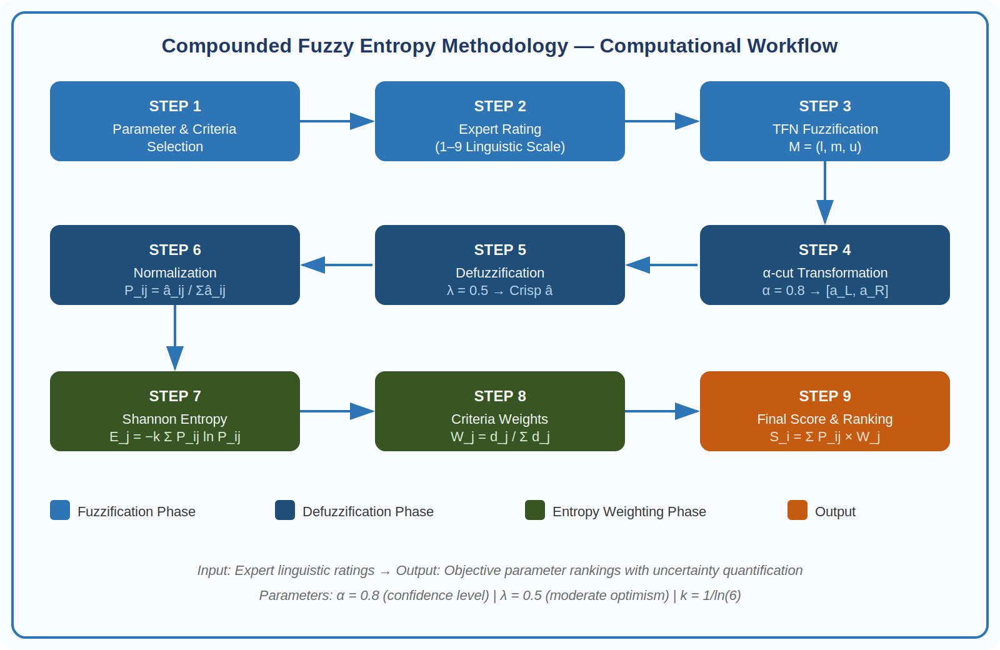 Compounded Fuzzy Entropy Methodology — Computational Workflow
STEP 1
Parameter & Criteria
Selection
STEP 2
Expert Rating
(1–9 Linguistic Scale)
STEP 3
TFN Fuzzification
M = (l, m, u)
STEP 4
α-cut Transformation
α = 0.8 → [a_L, a_R]
STEP 5
Defuzzification
λ = 0.5 → Crisp â
STEP 6
Normalization
P_ij = â_ij / Σâ_ij
STEP 7
Shannon Entropy
E_j = −k Σ P_ij ln P_ij
STEP 8
Criteria Weights
W_j = d_j / Σ d_j
STEP 9
Final Score & Ranking
S_i = Σ P_ij × W_j
Fuzzification Phase
Defuzzification Phase
Entropy Weighting Phase
Output
Input: Expert linguistic ratings → Output: Objective parameter rankings with uncertainty quantification
Parameters: α = 0.8 (confidence level) | λ = 0.5 (moderate optimism) | k = 1/ln(6)